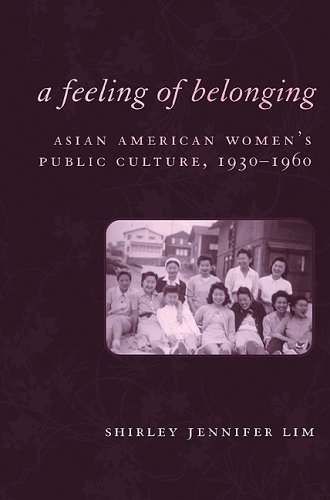 a feeling of belonging
ASIAN AMERICAN WOMEN'S
PUBLIC CULTURE, 1930–1960
SHIRLEY JENNIFER LIM